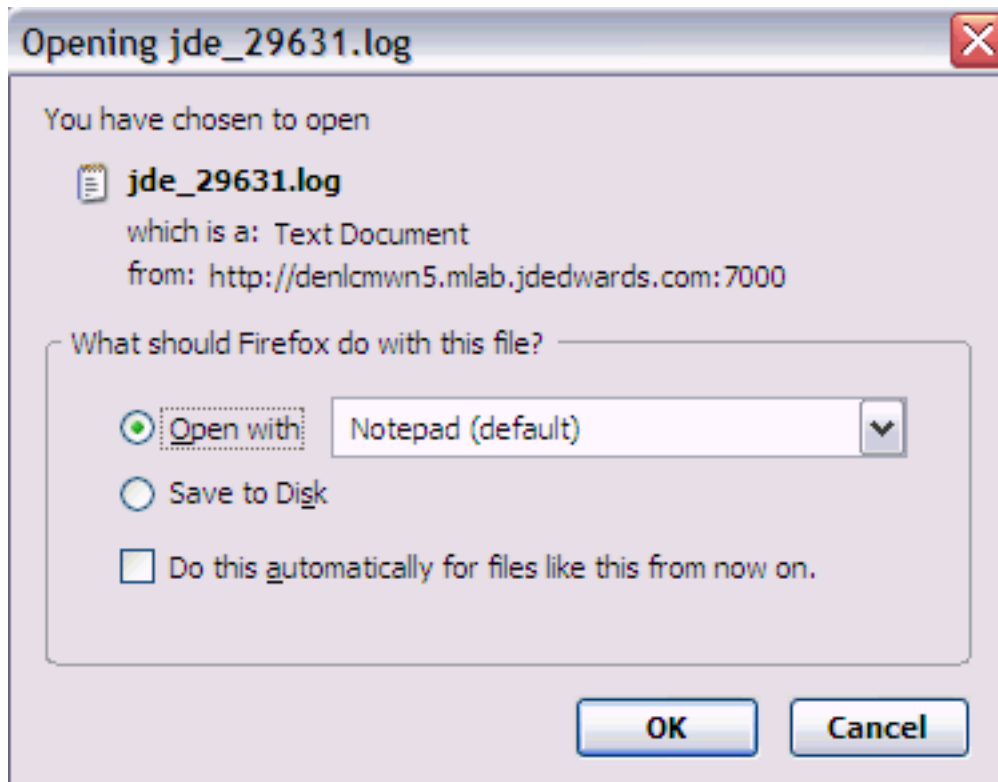 Opening jde_29631.log
You have chosen to open
jde_29631.log
which is a: Text Document
from: http://denlcmwn5.mlab.jdedwards.com:7000
What should Firefox do with this file?
Open with Notepad (default)
Save to Disk
Do this automatically for files like this from now on.
OK Cancel